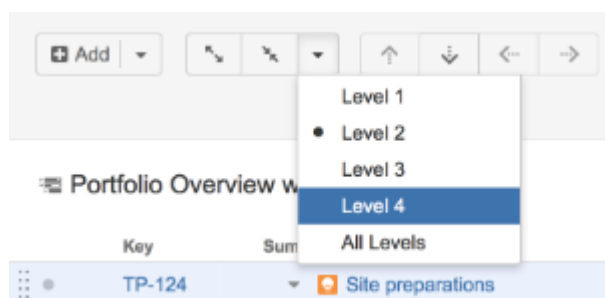 Add
Level 1
Level 2
Level 3
Level 4
All Levels
Portfolio Overview w
Key Sum
TP-124 Site preparations